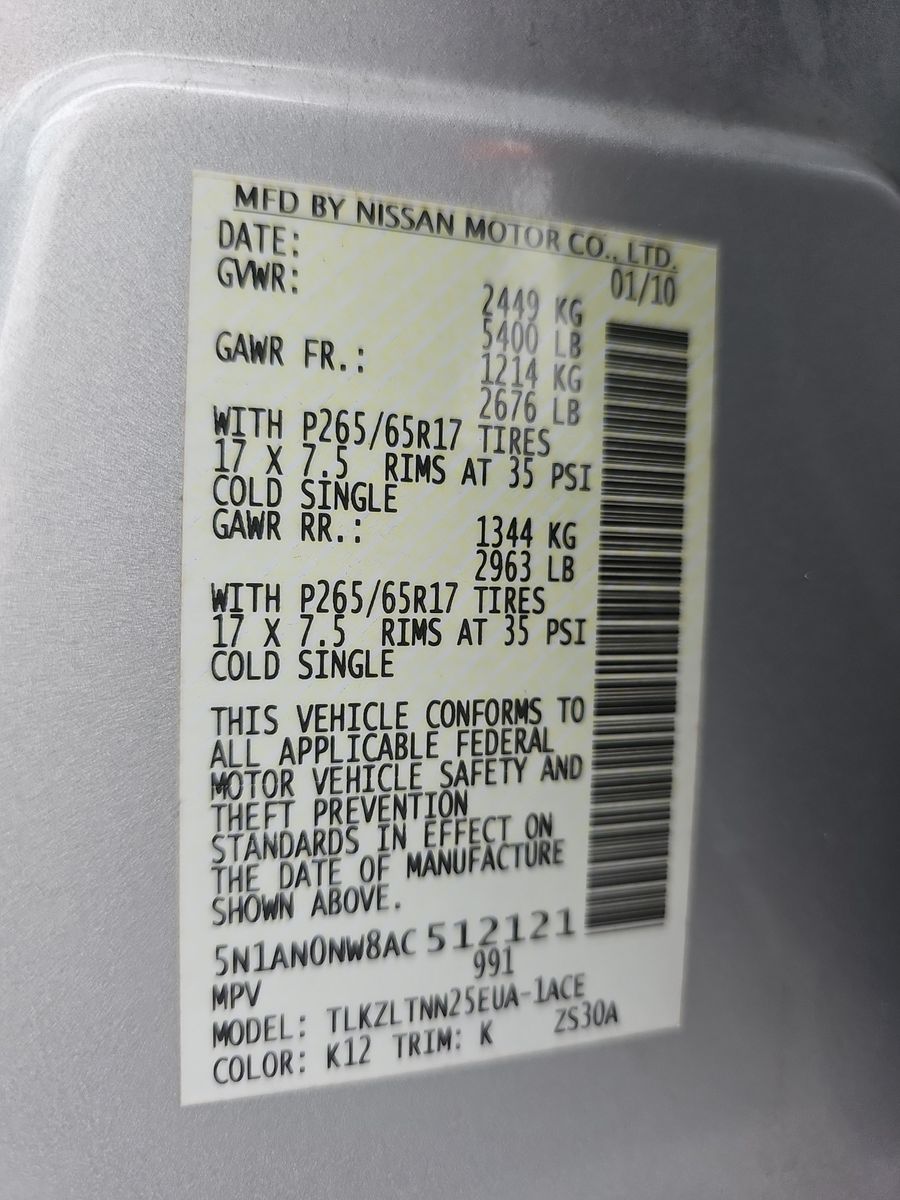 MFD BY NISSAN MOTOR CO., LTD.
DATE: 01/10
GVWR: 2449 KG
5400 LB
GAWR FR.: 1214 KG
2676 LB
WITH P265/65R17 TIRES
17 X 7.5 RIMS AT 35 PSI
COLD SINGLE
GAWR RR.: 1344 KG
2963 LB
WITH P265/65R17 TIRES
17 X 7.5 RIMS AT 35 PSI
COLD SINGLE
THIS VEHICLE CONFORMS TO
ALL APPLICABLE FEDERAL
MOTOR VEHICLE SAFETY AND
THEFT PREVENTION
STANDARDS IN EFFECT ON
THE DATE OF MANUFACTURE
SHOWN ABOVE.
5N1AN0NW8AC 512121
MPV 991
MODEL: TLKZLTNN25EUA-1ACE
COLOR: K12 TRIM: K ZS30A